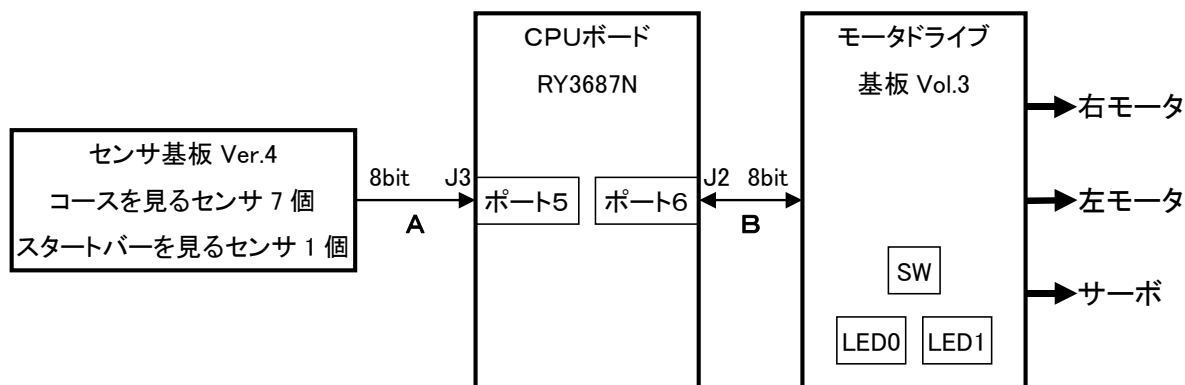 CPUボード
RY3687N
モータドライブ
基板 Vol.3
センサ基板 Ver.4
コースを見るセンサ 7 個
スタートバーを見るセンサ 1 個
8bit
J3
A
ポート5
ポート6
J2
8bit
B
SW
LED0
LED1
右モータ
左モータ
サーボ